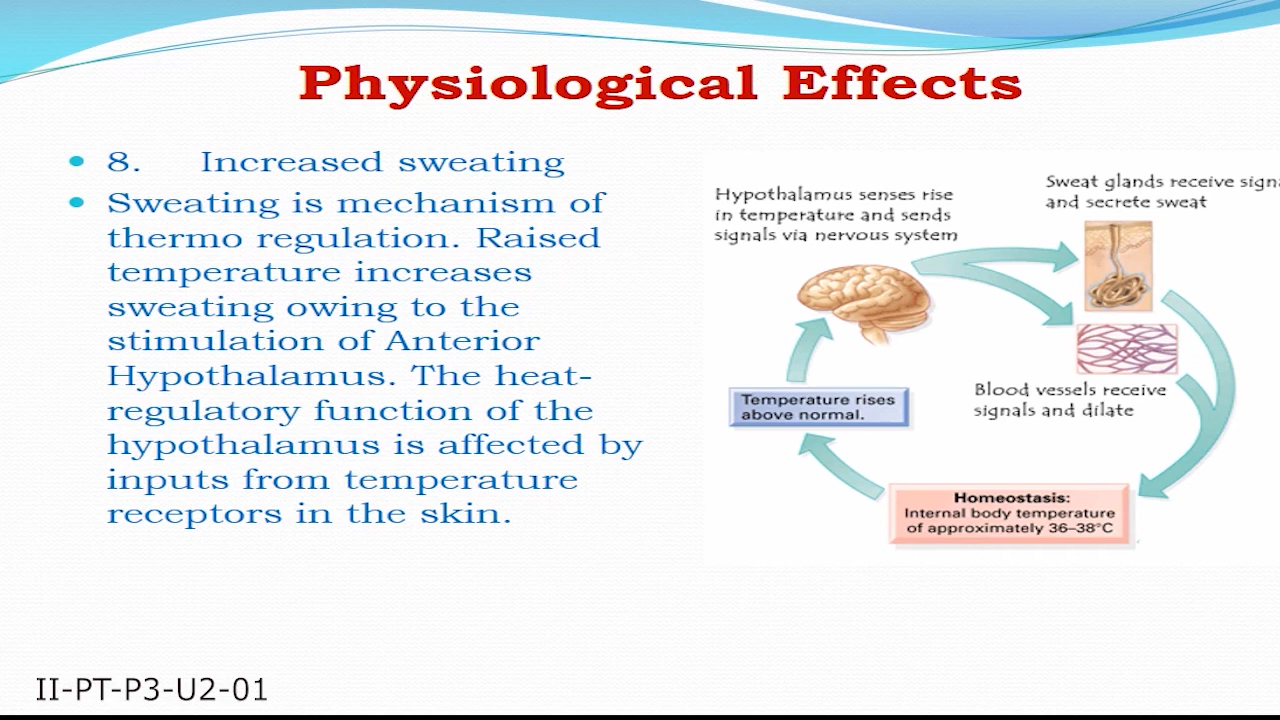 Physiological Effects
8. Increased sweating
Sweating is mechanism of
thermo regulation. Raised
temperature increases
sweating owing to the
stimulation of Anterior
Hypothalamus. The heat-
regulatory function of the
hypothalamus is affected by
inputs from temperature
receptors in the skin.
Hypothalamus senses rise
in temperature and sends
signals via nervous system
Sweat glands receive
and secrete sweat
Blood vessels receive
signals and dilate
Temperature rises
above normal.
Homeostasis:
Internal body temperature
of approximately 36–38°C
II-PT-P3-U2-01